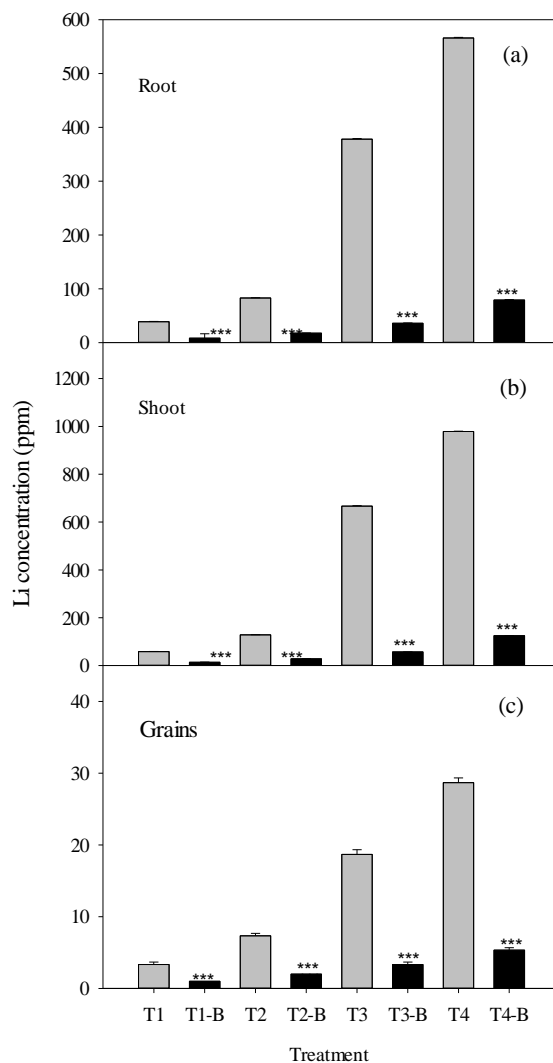 600
(a)
Root
500
400
300
200
100
0
*** *** *** ***
1200
(b)
Shoot
1000
800
600
400
200
0
*** *** *** ***
Li concentration (ppm)
40
(c)
Grains
30
20
10
0
*** *** *** ***
T1 T1-B T2 T2-B T3 T3-B T4 T4-B
Treatment